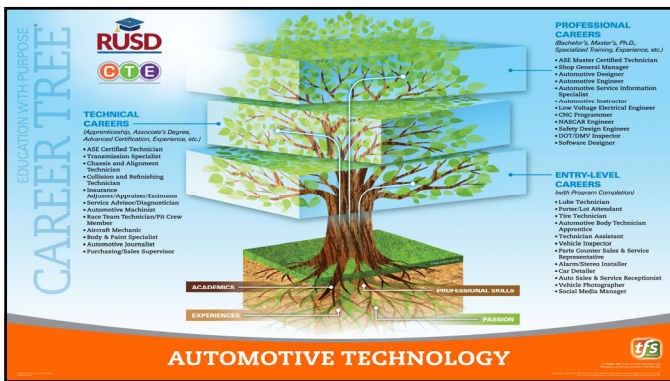 EDUCATION WITH PURPOSE
CAREER TREE
RUSD
CTE
TECHNICAL
CAREERS
(Apprenticeship, Associate's Degree,
Advanced Certification, Experience, etc.)
• ASE Certified Technician
• Transmission Specialist
• Chassis and Alignment
Technician
• Collision and Refinishing
Technician
• Insurance
Adjuster/Appraiser/Estimator
• Service Advisor/Diagnostician
• Automotive Machinist
• Race Team Technician/Pit Crew
Member
• Aircraft Mechanic
• Body & Paint Specialist
• Automotive Journalist
• Purchasing/Sales Supervisor
PROFESSIONAL
CAREERS
(Bachelor's, Master's, Ph.D.,
Specialized Training, Experience, etc.)
• ASE Master Certified Technician
• Shop General Manager
• Automotive Designer
• Automotive Engineer
• Automotive Service Information
Specialist
• Automotive Instructor
• Low Voltage Electrical Engineer
• CNC Programmer
• NASCAR Engineer
• Safety Design Engineer
• DOT/DMV Inspector
• Software Designer
ENTRY-LEVEL
CAREERS
(with Program Completion)
• Lube Technician
• Porter/Lot Attendant
• Tire Technician
• Automotive Body Technician
Apprentice
• Technician Assistant
• Vehicle Inspector
• Parts Counter Sales & Service
Representative
• Alarm/Stereo Installer
• Car Detailer
• Auto Sales & Service Receptionist
• Vehicle Photographer
• Social Media Manager
ACADEMICS
PROFESSIONAL SKILLS
EXPERIENCES
PASSION
AUTOMOTIVE TECHNOLOGY
tfs